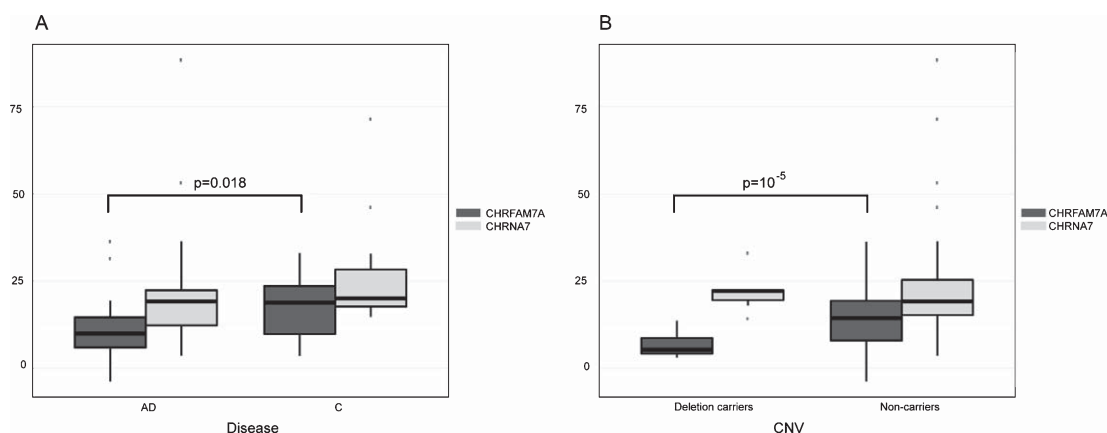 A
75
50
25
0
p=0.018
CHRFAM7A
CHRNA7
AD
C
Disease
B
75
50
25
0
p=10-5
CHRFAM7A
CHRNA7
Deletion carriers
Non-carriers
CNV